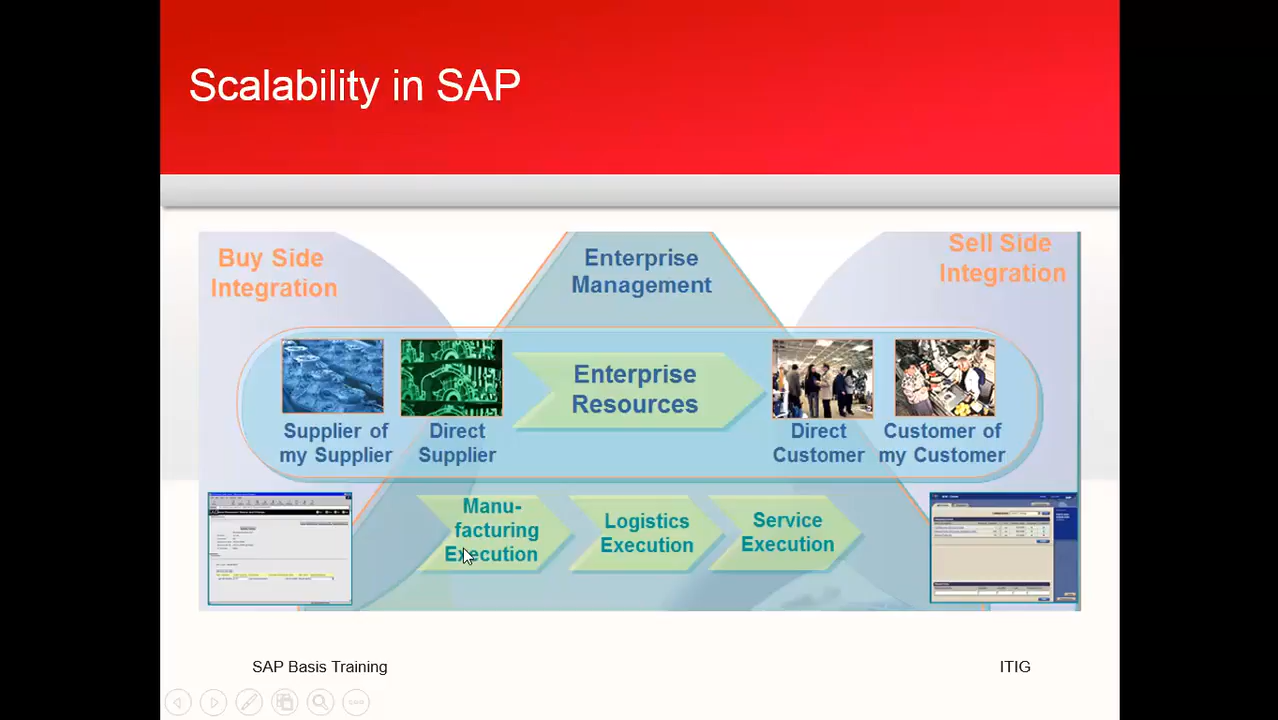 Scalability in SAP
Buy Side
Integration
Enterprise
Management
Sell Side
Integration
Enterprise
Resources
Supplier of
my Supplier
Direct
Supplier
Direct
Customer
Customer of
my Customer
Manu-
facturing
Execution
Logistics
Execution
Service
Execution
SAP Basis Training
ITIG